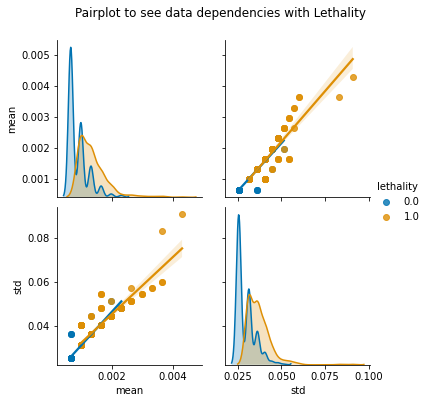 Pairplot to see data dependencies with Lethality
0.005
0.004
0.003
0.002
0.001
mean
lethality
0.0
1.0
0.08
0.06
0.04
std
0.002
0.004
mean
0.025
0.050
0.075
0.100
std